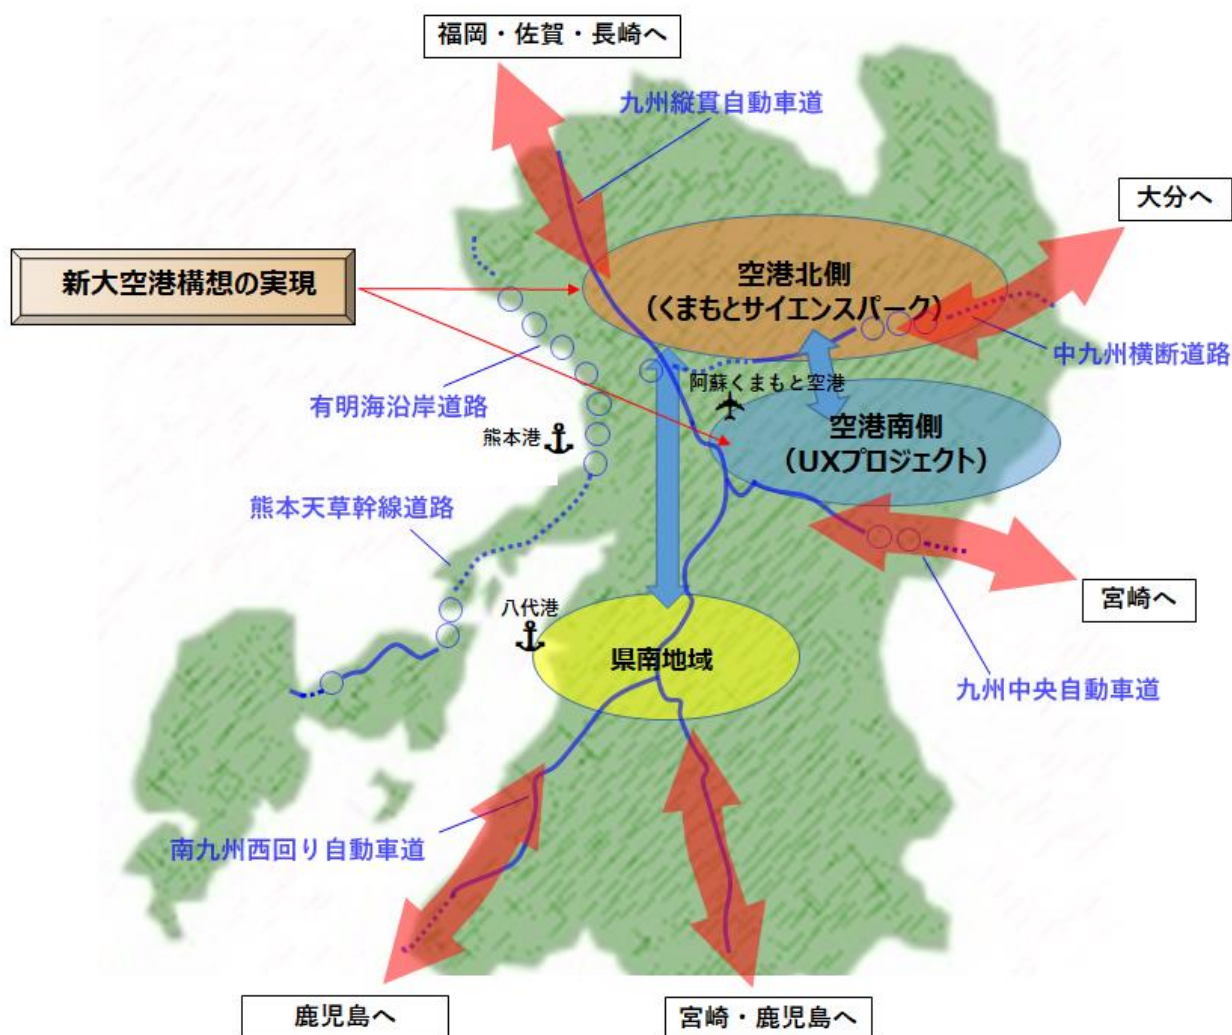 福岡・佐賀・長崎へ
九州縦貫自動車道
大分へ
新大空港構想の実現
空港北側
（くまもとサイエンスパーク）
中九州横断道路
有明海沿岸道路
阿蘇くまもと空港
熊本港
空港南側
（UXプロジェクト）
熊本天草幹線道路
宮崎へ
八代港
県南地域
九州中央自動車道
南九州西回り自動車道
鹿児島へ
宮崎・鹿児島へ